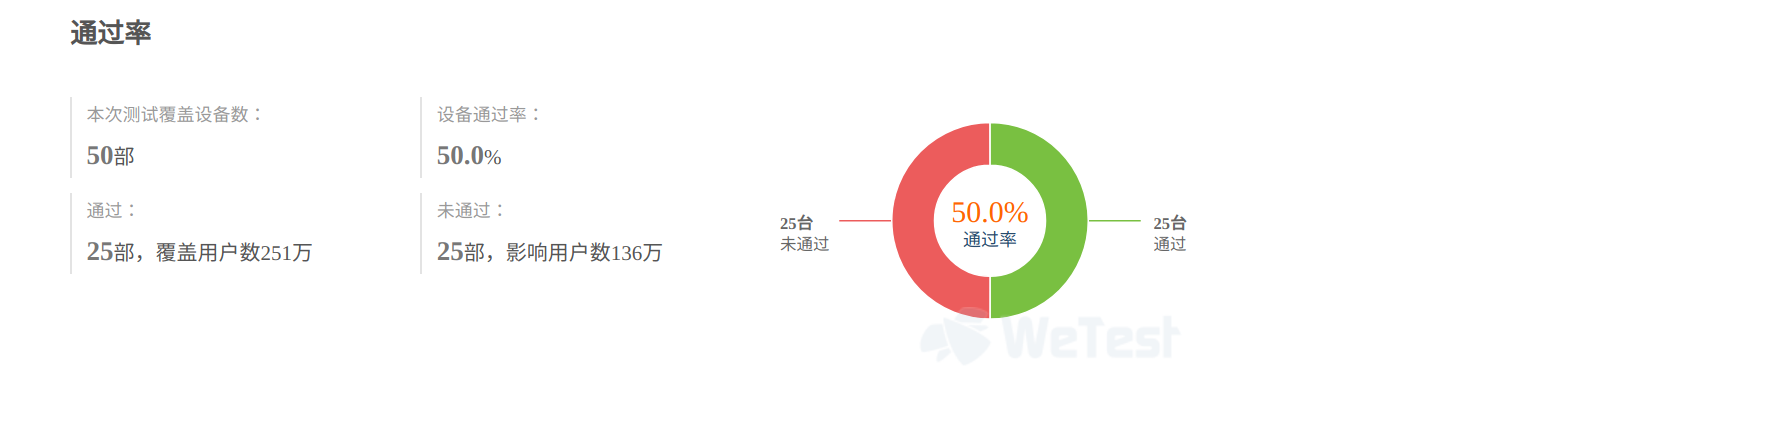 通过率
本次测试覆盖设备数：
50部
设备通过率：
50.0%
通过：
25部，覆盖用户数251万
未通过：
25部，影响用户数136万
25台
未通过
50.0%
通过率
25台
通过
WeTest